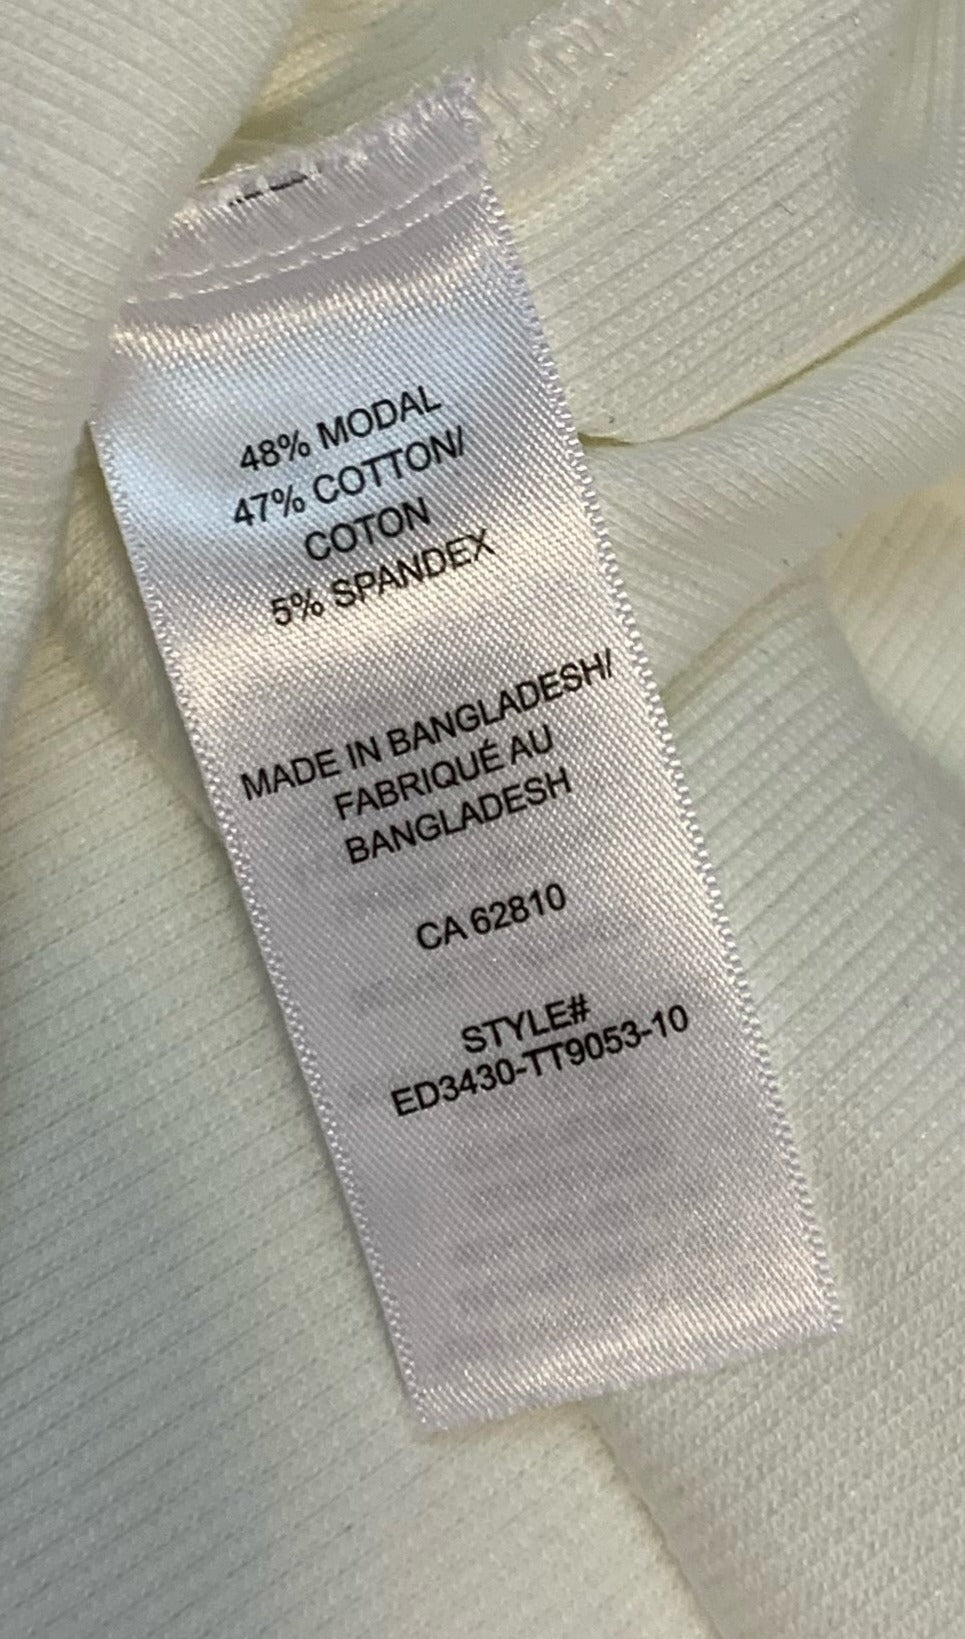 48% MODAL
47% COTTON/
COTON
5% SPANDEX
MADE IN BANGLADESH/
FABRIQUÉ AU
BANGLADESH
CA 62810
STYLE#
ED3430-TT9053-10